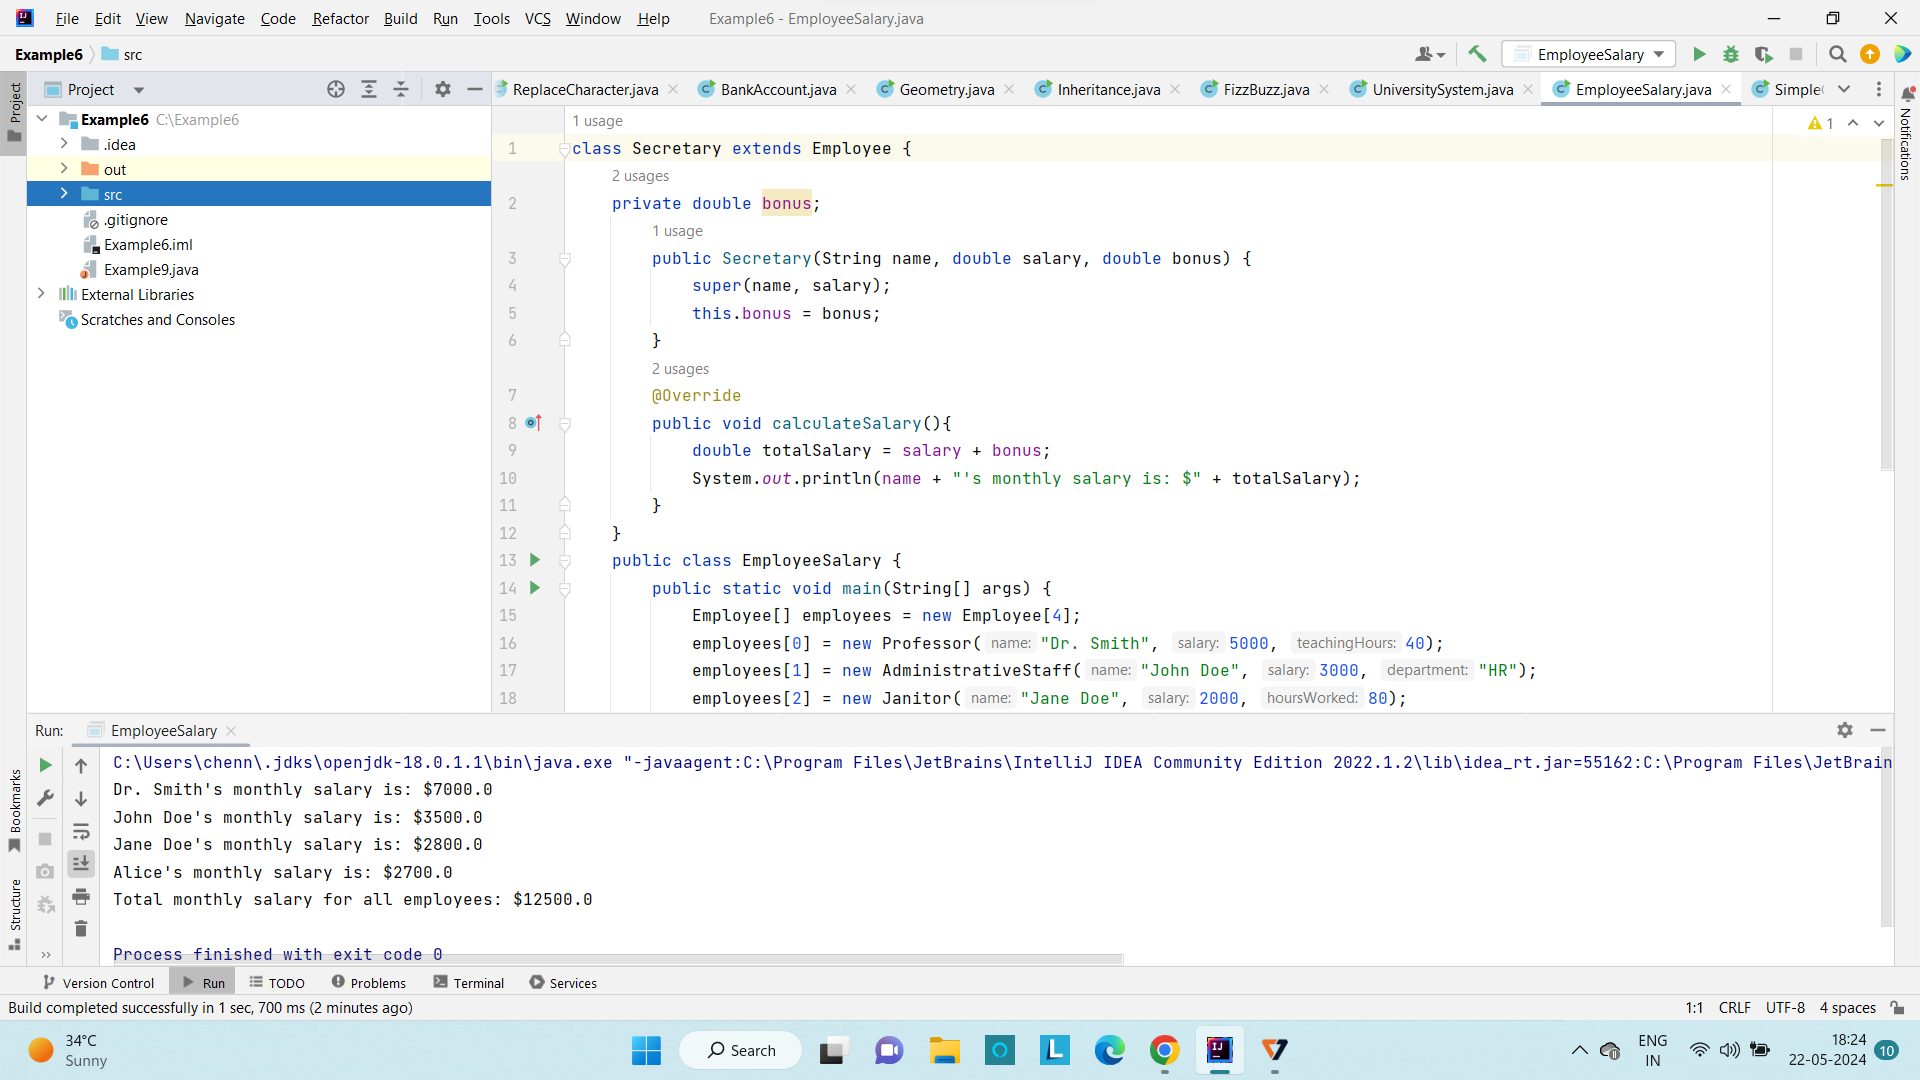 File Edit View Navigate Code Refactor Build Run Tools VCS Window Help Example6 - EmployeeSalary.java
Example6 src EmployeeSalary
Project
ReplaceCharacter.java BankAccount.java Geometry.java Inheritance.java FizzBuzz.java UniversitySystem.java EmployeeSalary.java Simple
Project
Notifications
Example6 C:\Example6
.idea
out
src
.gitignore
Example6.iml
Example9.java
External Libraries
Scratches and Consoles
1 usage
1
1 class Secretary extends Employee {
2 usages
2 private double bonus;
1 usage
3 public Secretary(String name, double salary, double bonus) {
4 super(name, salary);
5 this.bonus = bonus;
6 }
2 usages
7 @Override
8 public void calculateSalary(){
9 double totalSalary = salary + bonus;
10 System.out.println(name + "'s monthly salary is: $" + totalSalary);
11 }
12 }
13 public class EmployeeSalary {
14 public static void main(String[] args) {
15 Employee[] employees = new Employee[4];
16 employees[0] = new Professor( name: "Dr. Smith", salary: 5000, teachingHours: 40);
17 employees[1] = new AdministrativeStaff( name: "John Doe", salary: 3000, department: "HR");
18 employees[2] = new Janitor( name: "Jane Doe", salary: 2000, hoursWorked: 80);
Run: EmployeeSalary
C:\Users\chenn\.jdks\openjdk-18.0.1.1\bin\java.exe "-javaagent:C:\Program Files\JetBrains\IntelliJ IDEA Community Edition 2022.1.2\lib\idea_rt.jar=55162:C:\Program Files\JetBrain
Dr. Smith's monthly salary is: $7000.0
John Doe's monthly salary is: $3500.0
Jane Doe's monthly salary is: $2800.0
Alice's monthly salary is: $2700.0
Total monthly salary for all employees: $12500.0
Process finished with exit code 0
Bookmarks
Structure
Version Control Run TODO Problems Terminal Services
Build completed successfully in 1 sec, 700 ms (2 minutes ago) 1:1 CRLF UTF-8 4 spaces
34°C
Sunny
Search
ENG
IN
18:24
22-05-2024
10